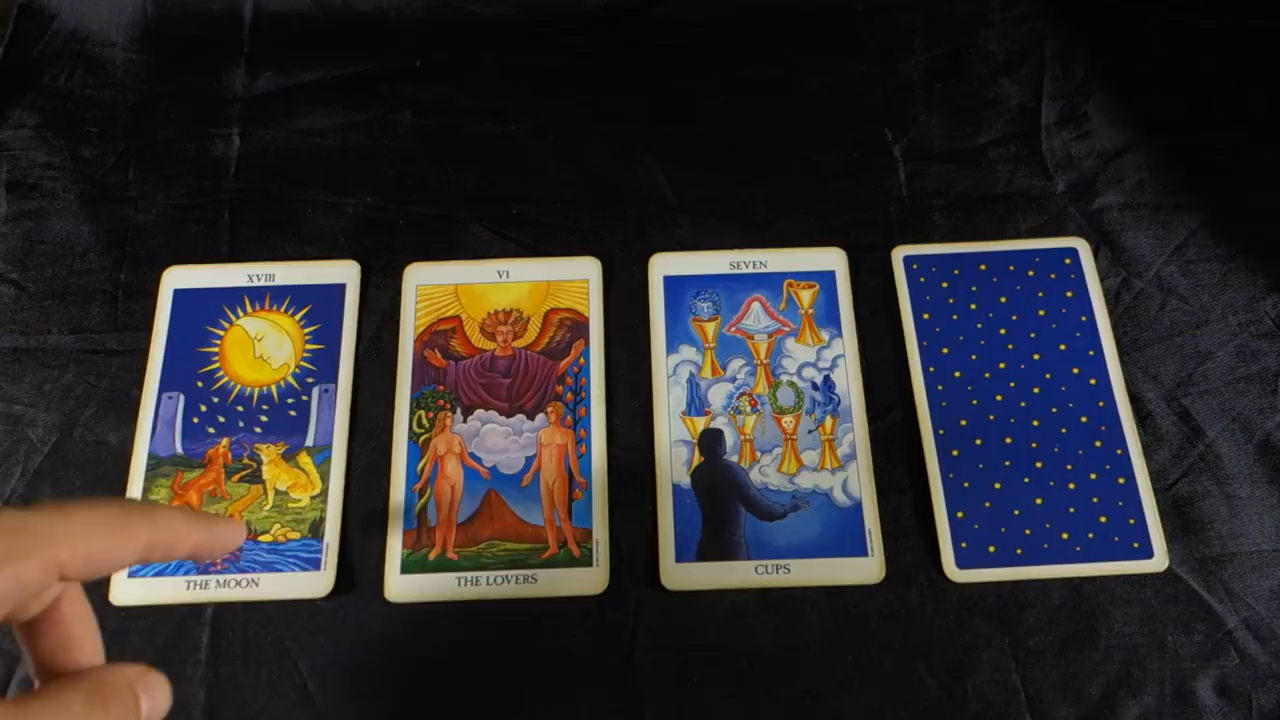 XVIII
THE MOON
VI
THE LOVERS
SEVEN
CUPS